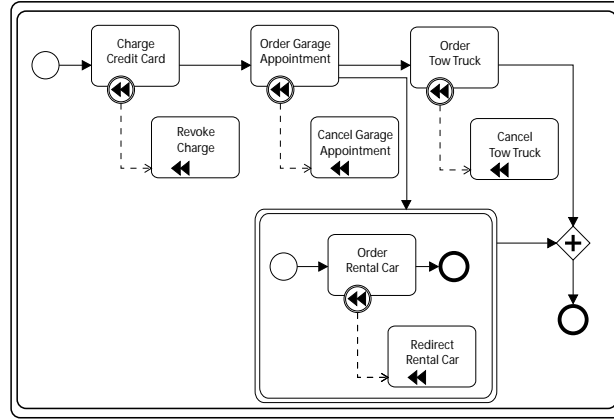 Charge
Credit Card
Order Garage
Appointment
Order
Tow Truck
Revoke
Charge
Cancel Garage
Appointment
Cancel
Tow Truck
Order
Rental Car
Redirect
Rental Car